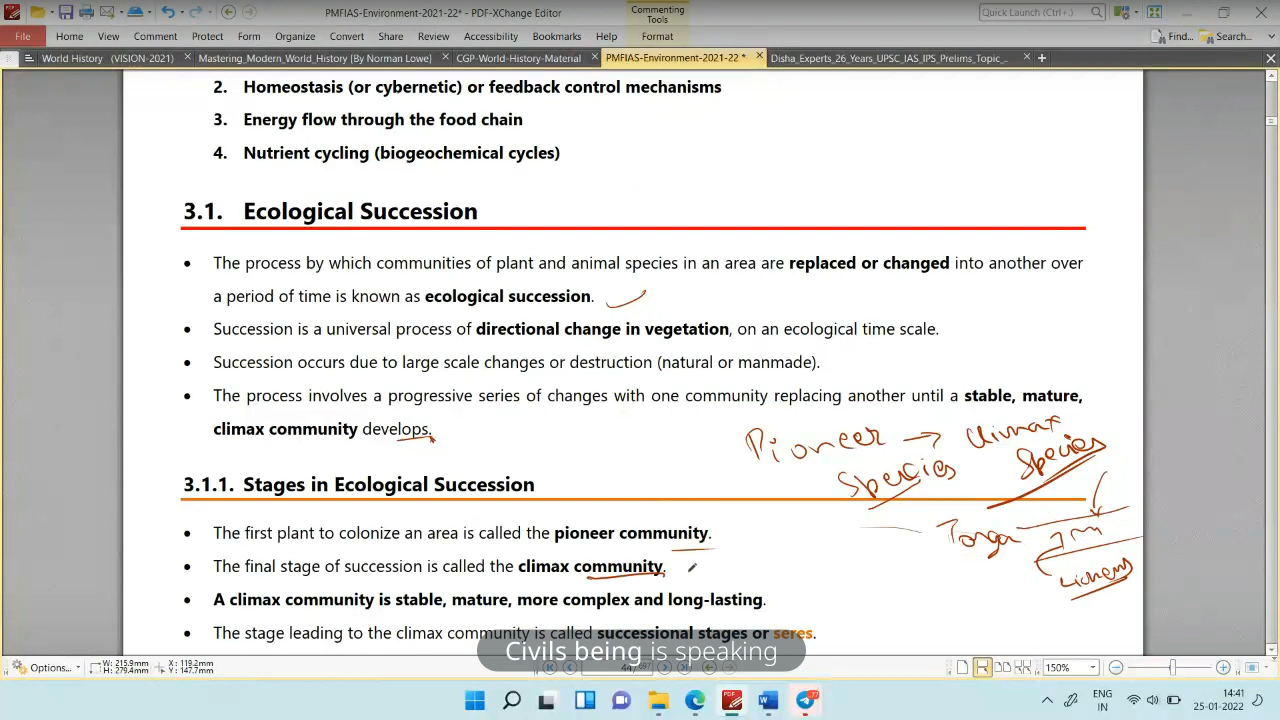 PMFIAS-Environment-2021-22* - PDF-XChange Editor
Commenting Tools
Quick Launch (Ctrl+.)
File Home View Comment Protect Form Organize Convert Share Review Accessibility Bookmarks Help Format Find... Search...
World History (VISION-2021) Mastering_Modern_World_History [By Norman Lowe] CGP-World-History-Material PMFIAS-Environment-2021-22 * Disha_Experts_26_Years_UPSC_IAS_IPS_Prelims_Topic_...
2. Homeostasis (or cybernetic) or feedback control mechanisms
3. Energy flow through the food chain
4. Nutrient cycling (biogeochemical cycles)
3.1. Ecological Succession
• The process by which communities of plant and animal species in an area are replaced or changed into another over
a period of time is known as ecological succession.
• Succession is a universal process of directional change in vegetation, on an ecological time scale.
• Succession occurs due to large scale changes or destruction (natural or manmade).
• The process involves a progressive series of changes with one community replacing another until a stable, mature,
climax community develops.
Pioneer → Climax
Species Species
3.1.1. Stages in Ecological Succession
• The first plant to colonize an area is called the pioneer community.
Lichens
• The final stage of succession is called the climax community.
• A climax community is stable, mature, more complex and long-lasting.
• The stage leading to the climax community is called successional stages or seres.
Civils being is speaking
Options... W: 215.9mm H: 279.4mm X: 119.2mm Y: 147.7mm 150%
77
ENG IN 14:41 25-01-2022